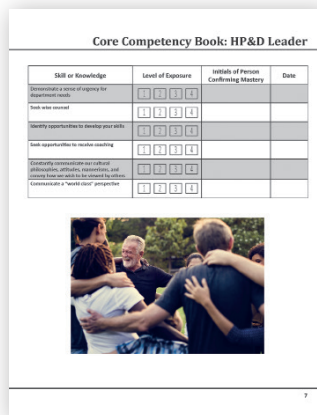 Core Competency Book: HP&D Leader
Skill or Knowledge
Level of Exposure
Initials of Person
Confirming Mastery
Date
Demonstrate a sense of urgency for
department needs
1 2 3 4
Seek wise counsel
1 2 3 4
Identify opportunities to develop your skills
1 2 3 4
Seek opportunities to receive coaching
1 2 3 4
Constantly communicate our cultural
philosophies, attitudes, mannerisms, and
convey how we wish to be viewed by others
1 2 3 4
Communicate a "world class" perspective
1 2 3 4
7